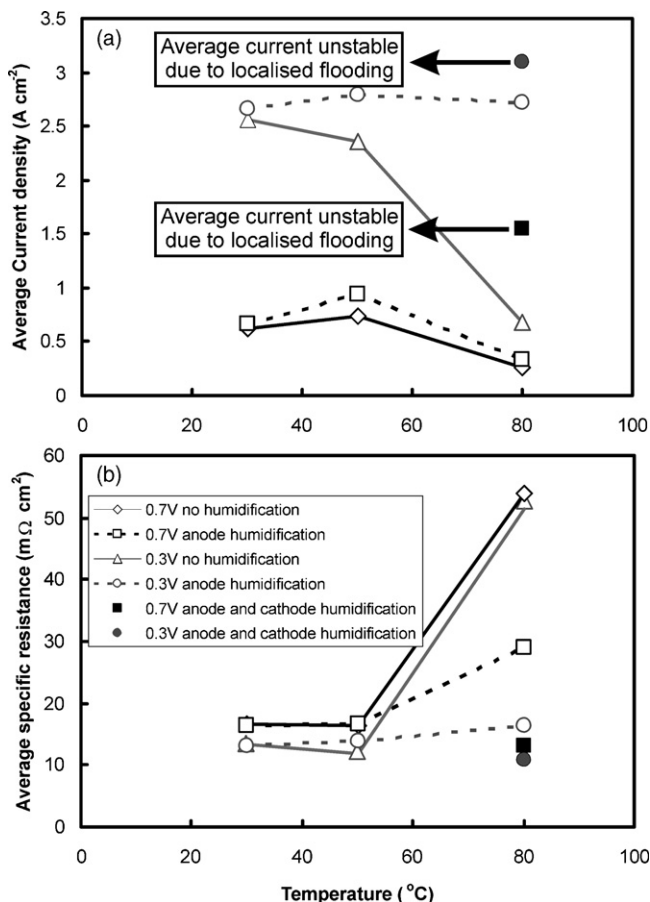 (a)
Average Current density (A cm⁻²)
3.5
3
2.5
2
1.5
1
0.5
0
Average current unstable
due to localised flooding
Average current unstable
due to localised flooding
0
20
40
60
80
100
(b)
Average specific resistance (mΩ cm²)
60
50
40
30
20
10
0
0.7V no humidification
0.7V anode humidification
0.3V no humidification
0.3V anode humidification
0.7V anode and cathode humidification
0.3V anode and cathode humidification
0
20
40
60
80
100
Temperature (°C)